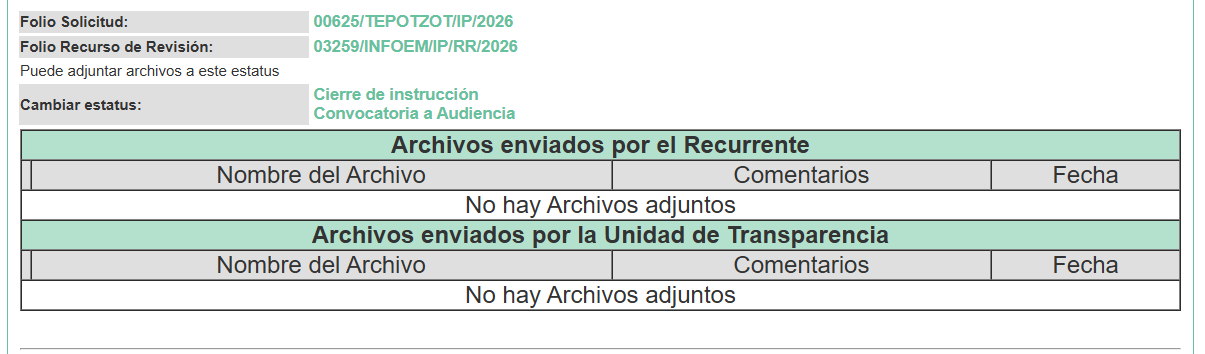 Folio Solicitud: 00625/TEPOTZOT/IP/2026
Folio Recurso de Revisión: 03259/INFOEM/IP/RR/2026
Puede adjuntar archivos a este estatus
Cambiar estatus: Cierre de instrucción
Convocatoria a Audiencia
Archivos enviados por el Recurrente
Nombre del Archivo Comentarios Fecha
No hay Archivos adjuntos
Archivos enviados por la Unidad de Transparencia
Nombre del Archivo Comentarios Fecha
No hay Archivos adjuntos